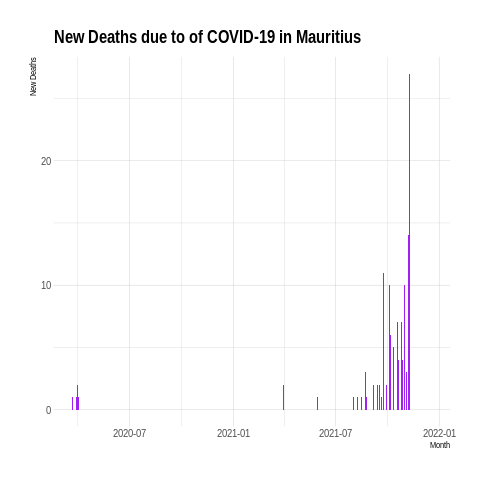 New Deaths due to of COVID-19 in Mauritius
New Deaths
20
10
0
2020-07 2021-01 2021-07 2022-01
Month